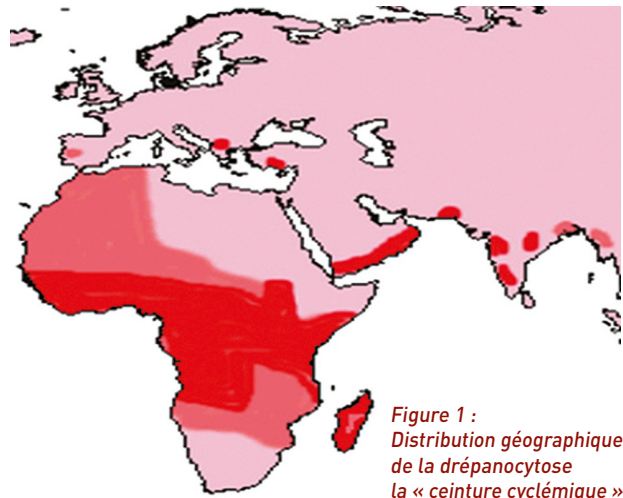 F
Figure 1 :
Distribution géographique
de la drépanocytose
la « ceinture cyclémique »